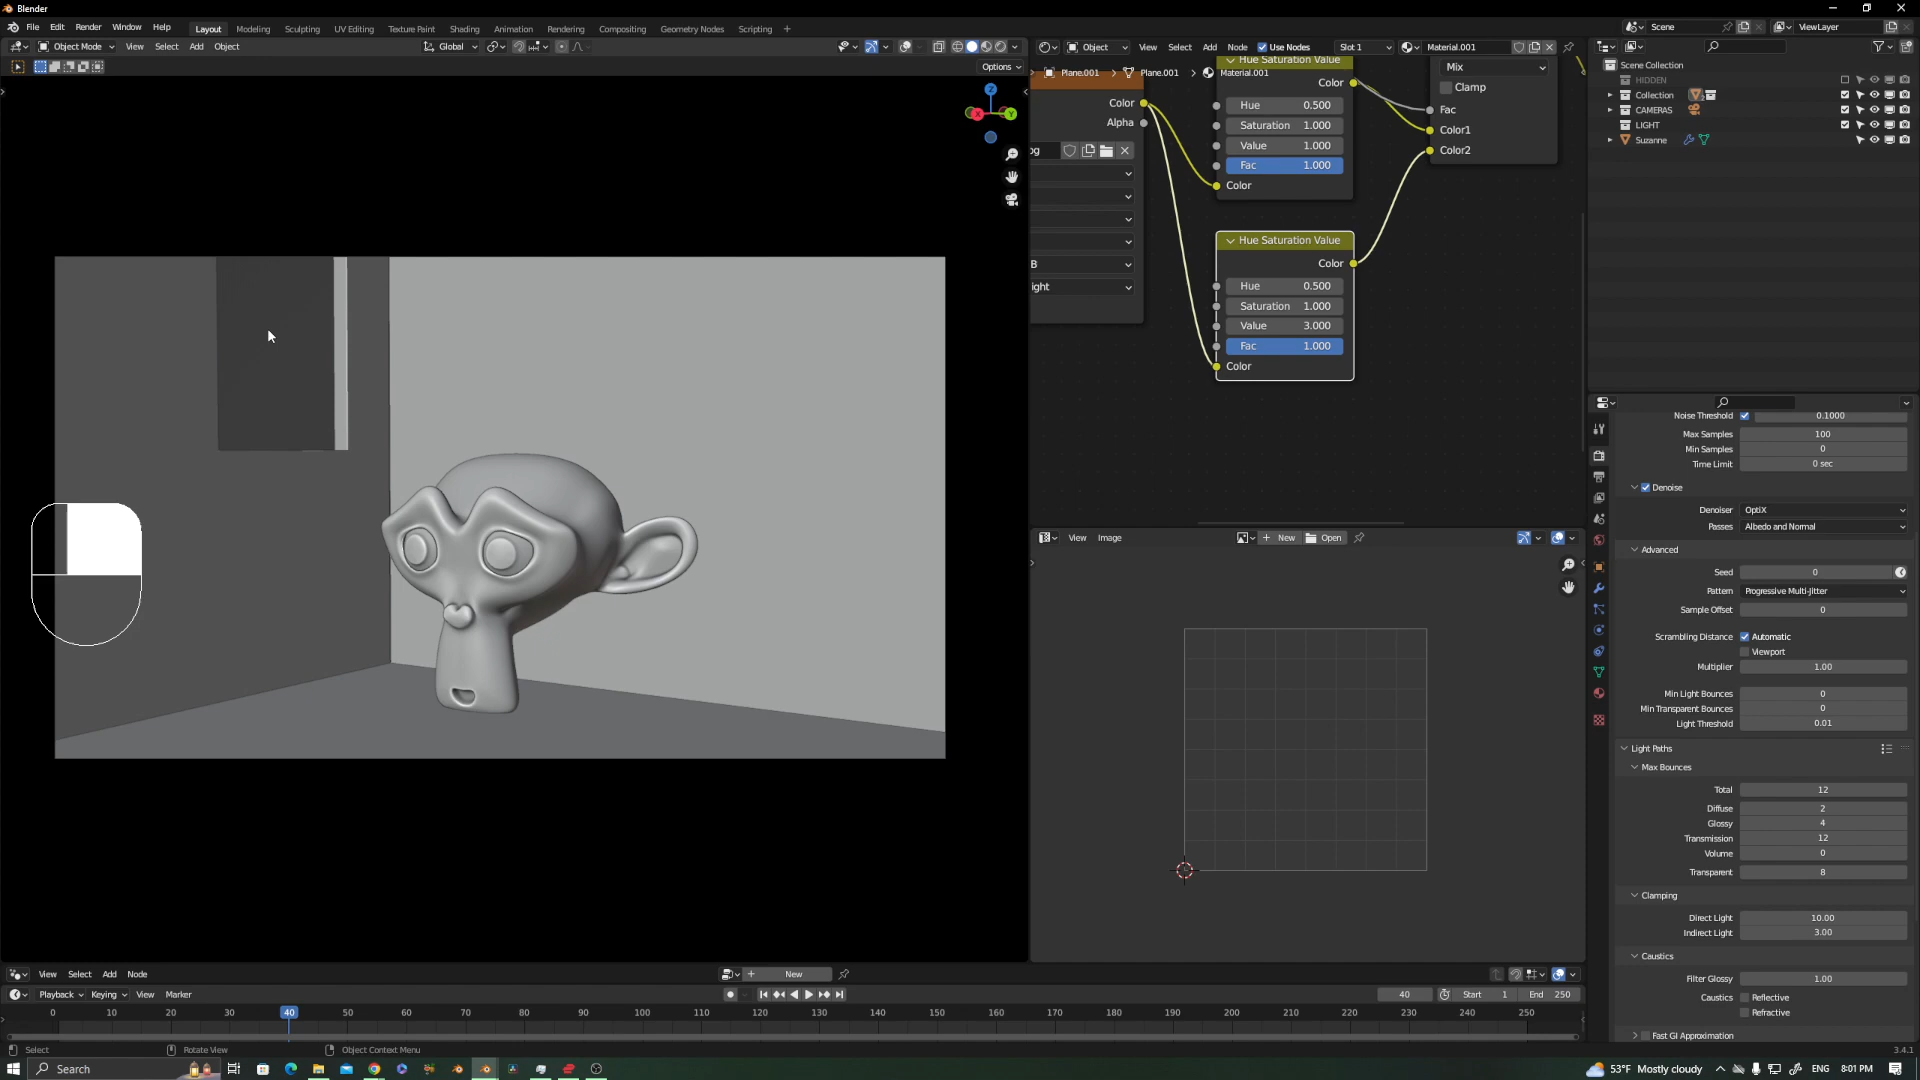 Blender
File Edit Render Window Help Layout Modeling Sculpting UV Editing Texture Paint Shading Animation Rendering Compositing Geometry Nodes Scripting + Scene ViewLayer
Object Mode View Select Add Object Global
Options
Object View Select Add Node Use Nodes Slot 1 Material.001
Plane.001 > Plane.001 > Material.001
Color
Alpha
og
B
ight
Hue Saturation Value
Color
Hue 0.500
Saturation 1.000
Value 1.000
Fac 1.000
Color
Hue Saturation Value
Color
Hue 0.500
Saturation 1.000
Value 3.000
Fac 1.000
Color
Mix
Clamp
Fac
Color1
Color2
View Image New Open
Scene Collection
HIDDEN
Collection
CAMERAS
LIGHT
Suzanne
Noise Threshold 0.1000
Max Samples 100
Min Samples 0
Time Limit 0 sec
Denoise
Denoiser OptiX
Passes Albedo and Normal
Advanced
Seed 0
Pattern Progressive Multi-Jitter
Sample Offset 0
Scrambling Distance Automatic
Viewport
Multiplier 1.00
Min Light Bounces 0
Min Transparent Bounces 0
Light Threshold 0.01
Light Paths
Max Bounces
Total 12
Diffuse 2
Glossy 4
Transmission 12
Volume 0
Transparent 8
Clamping
Direct Light 10.00
Indirect Light 3.00
Caustics
Filter Glossy 1.00
Caustics Reflective
Refractive
Fast GI Approximation
View Select Add Node New
Playback Keying View Marker 40 Start 1 End 250
0 10 20 30 40 50 60 70 80 90 100 110 120 130 140 150 160 170 180 190 200 210 220 230 240 250
Select Rotate View Object Context Menu 3.4.1
Search 53°F Mostly cloudy ENG 8:01 PM